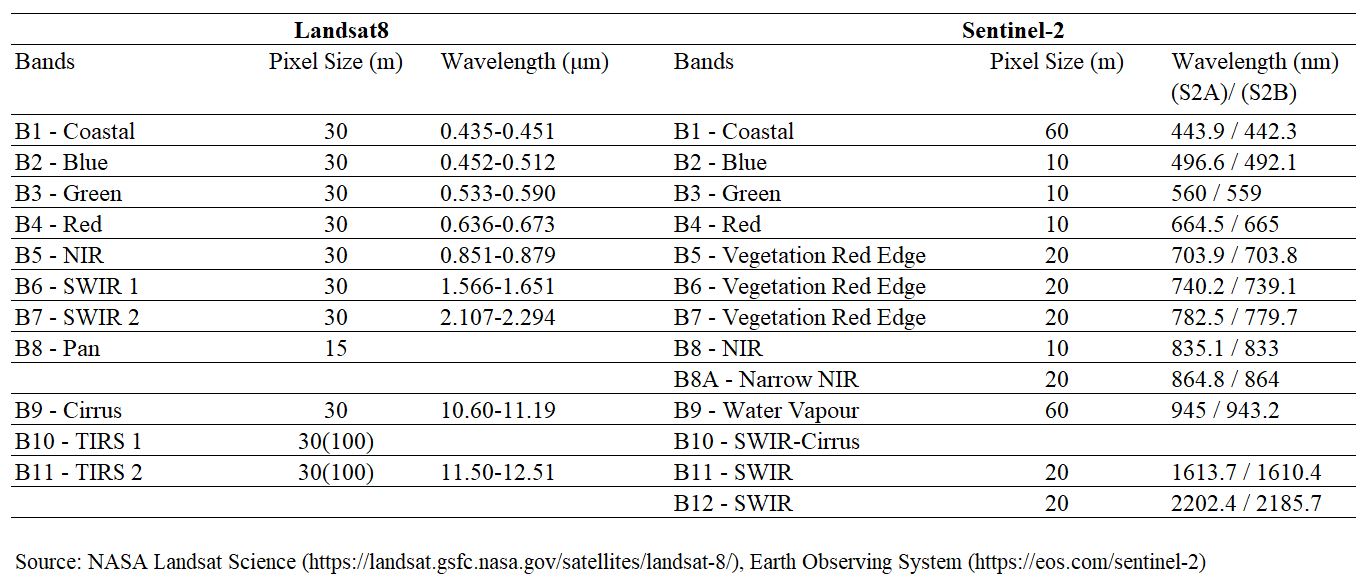 Landsat8 Sentinel-2
Bands Pixel Size (m) Wavelength (μm) Bands Pixel Size (m) Wavelength (nm)
(S2A)/ (S2B)
B1 - Coastal 30 0.435-0.451 B1 - Coastal 60 443.9 / 442.3
B2 - Blue 30 0.452-0.512 B2 - Blue 10 496.6 / 492.1
B3 - Green 30 0.533-0.590 B3 - Green 10 560 / 559
B4 - Red 30 0.636-0.673 B4 - Red 10 664.5 / 665
B5 - NIR 30 0.851-0.879 B5 - Vegetation Red Edge 20 703.9 / 703.8
B6 - SWIR 1 30 1.566-1.651 B6 - Vegetation Red Edge 20 740.2 / 739.1
B7 - SWIR 2 30 2.107-2.294 B7 - Vegetation Red Edge 20 782.5 / 779.7
B8 - Pan 15 B8 - NIR 10 835.1 / 833
B8A - Narrow NIR 20 864.8 / 864
B9 - Cirrus 30 10.60-11.19 B9 - Water Vapour 60 945 / 943.2
B10 - TIRS 1 30(100) B10 - SWIR-Cirrus
B11 - TIRS 2 30(100) 11.50-12.51 B11 - SWIR 20 1613.7 / 1610.4
B12 - SWIR 20 2202.4 / 2185.7
Source: NASA Landsat Science (https://landsat.gsfc.nasa.gov/satellites/landsat-8/), Earth Observing System (https://eos.com/sentinel-2)